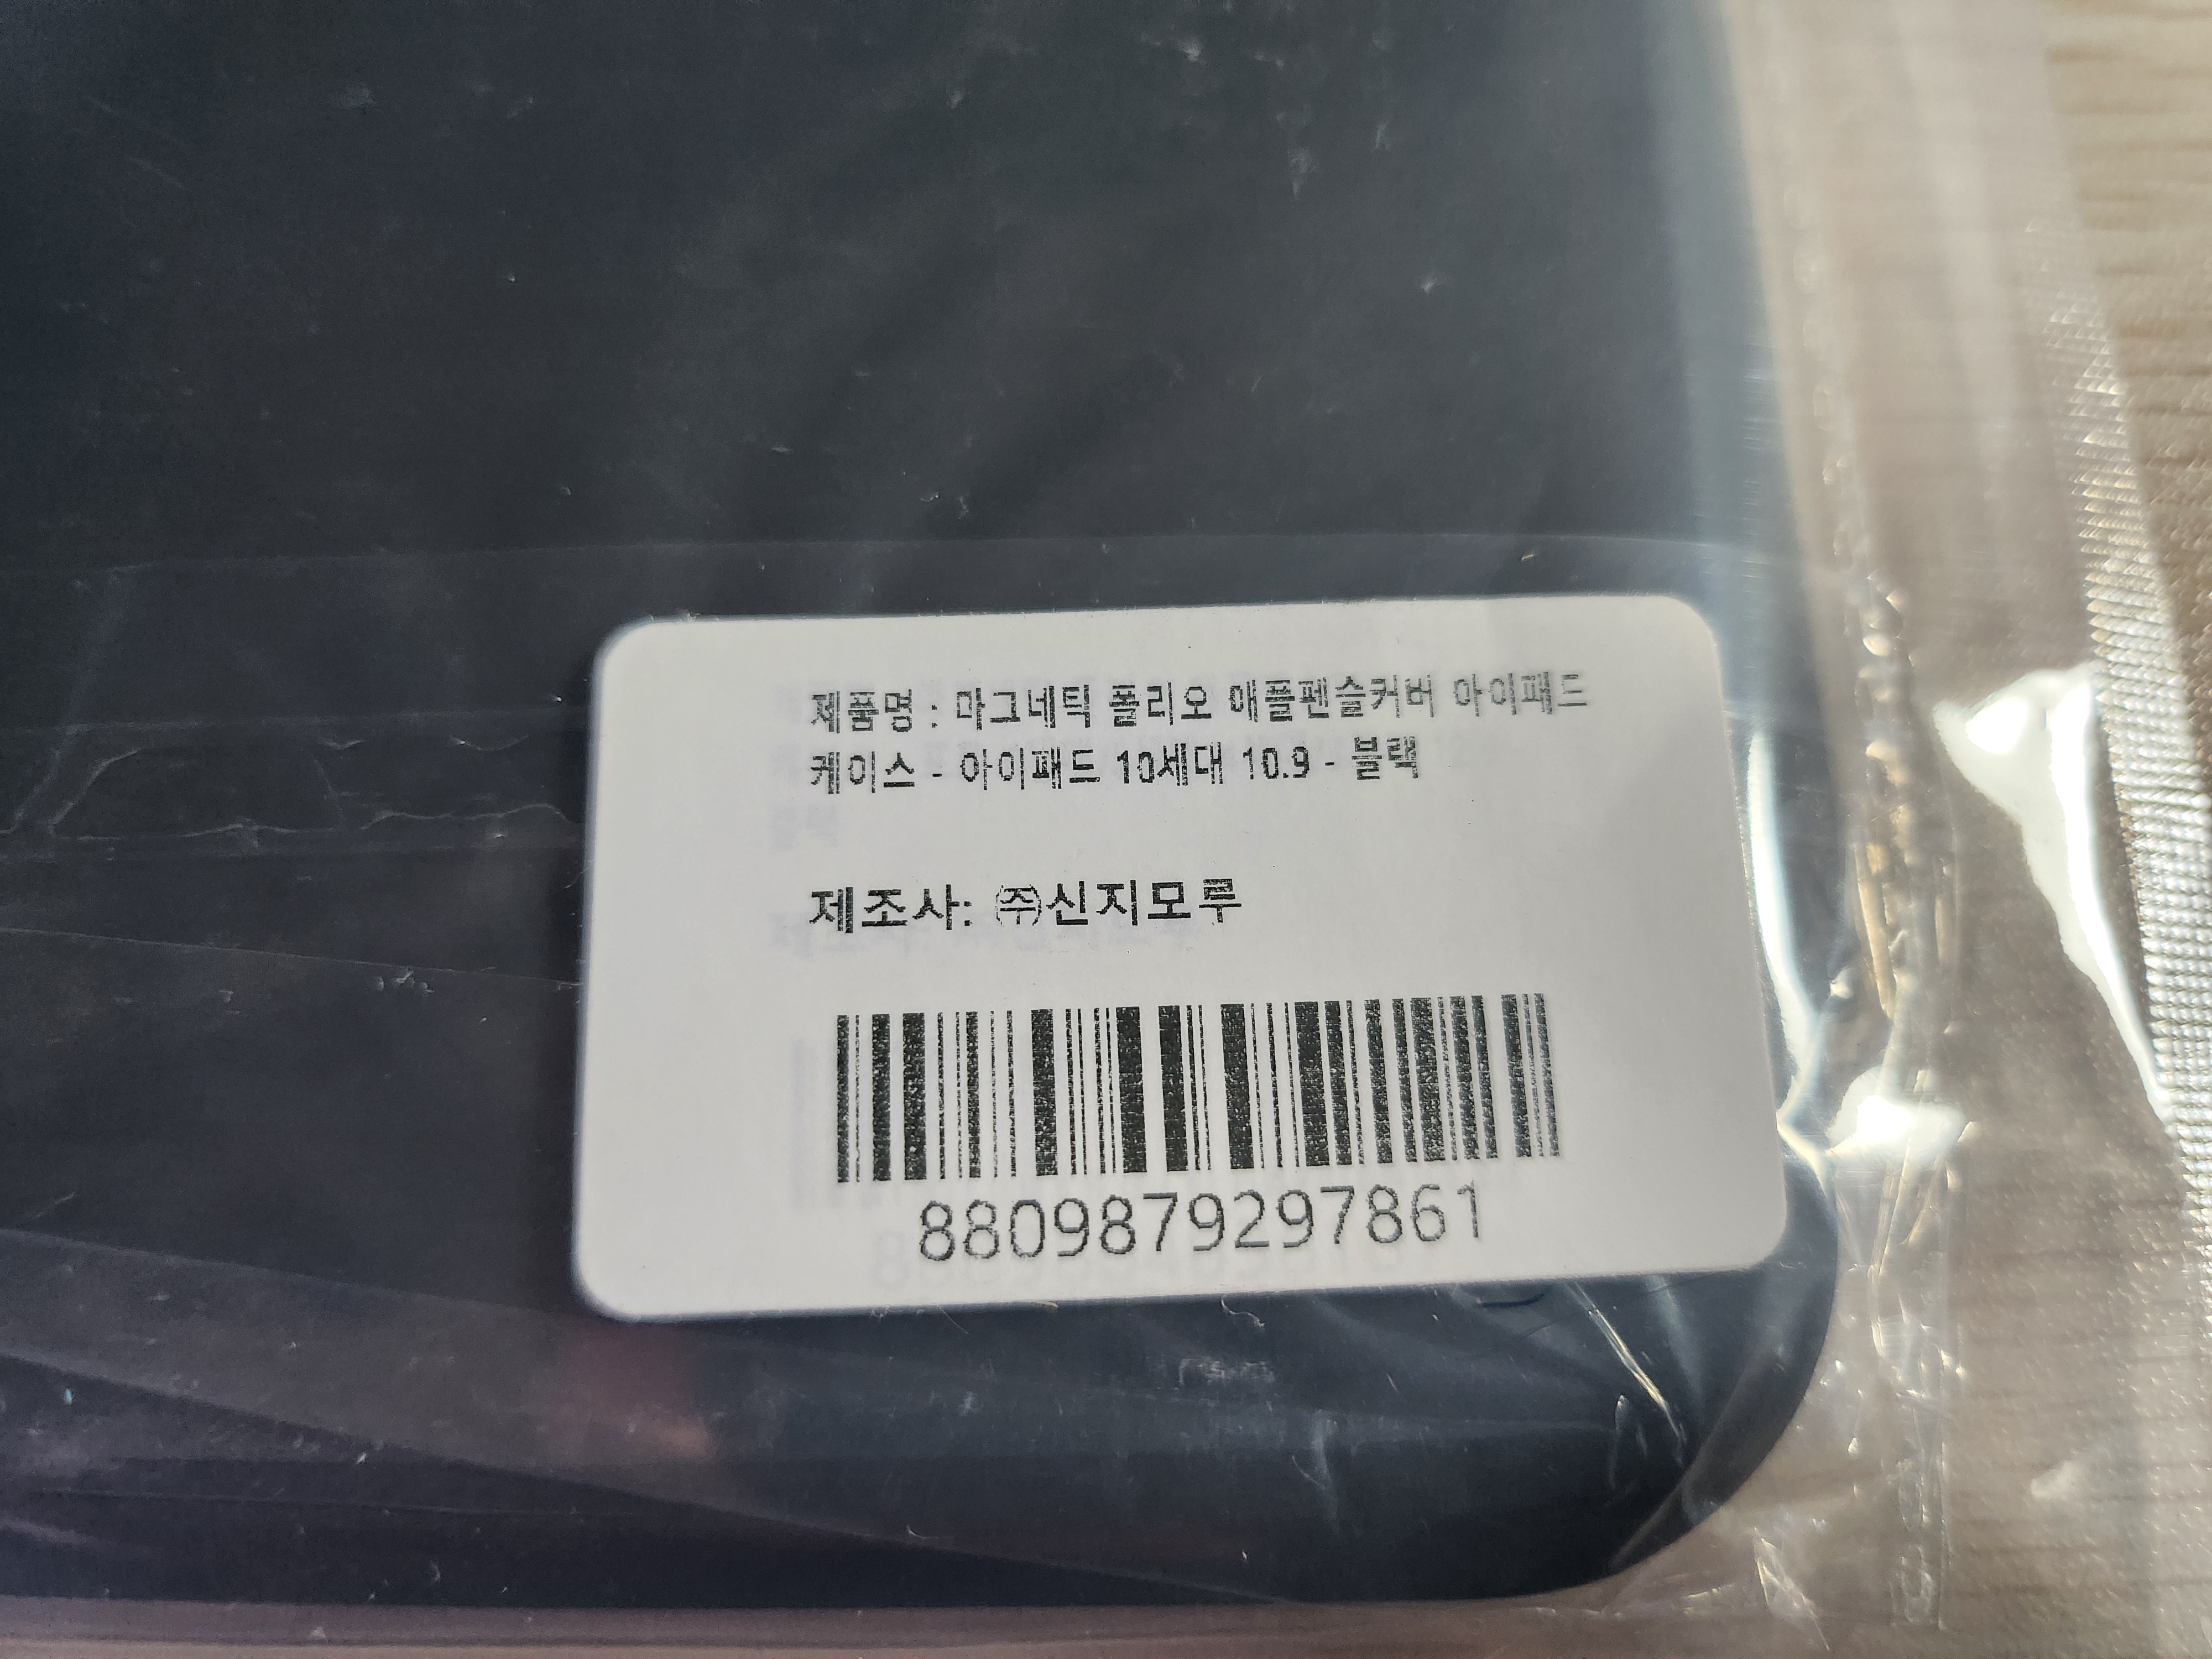 제품명 : 마그네틱 폴리오 애플펜슬커버 아이패드
케이스 - 아이패드 10세대 10.9 - 블랙
제조사: ㈜신지모루
8809879297861